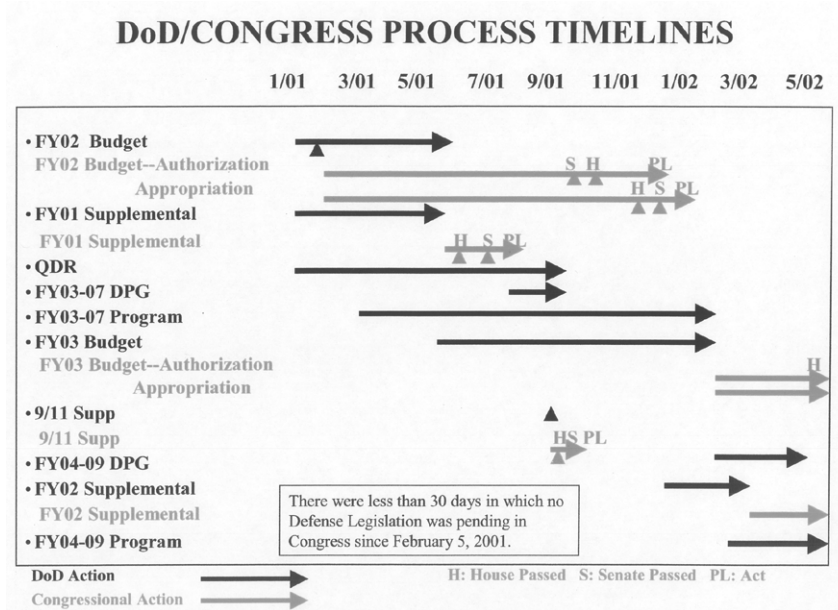 DoD/CONGRESS PROCESS TIMELINES
1/01 3/01 5/01 7/01 9/01 11/01 1/02 3/02 5/02
• FY02 Budget
FY02 Budget--Authorization S H PL
Appropriation H S PL
• FY01 Supplemental
FY01 Supplemental H S PL
• QDR
• FY03-07 DPG
• FY03-07 Program
• FY03 Budget
FY03 Budget--Authorization H
Appropriation
• 9/11 Supp
9/11 Supp HS PL
• FY04-09 DPG
• FY02 Supplemental
FY02 Supplemental
• FY04-09 Program
There were less than 30 days in which no
Defense Legislation was pending in
Congress since February 5, 2001.
DoD Action H: House Passed S: Senate Passed PL: Act
Congressional Action